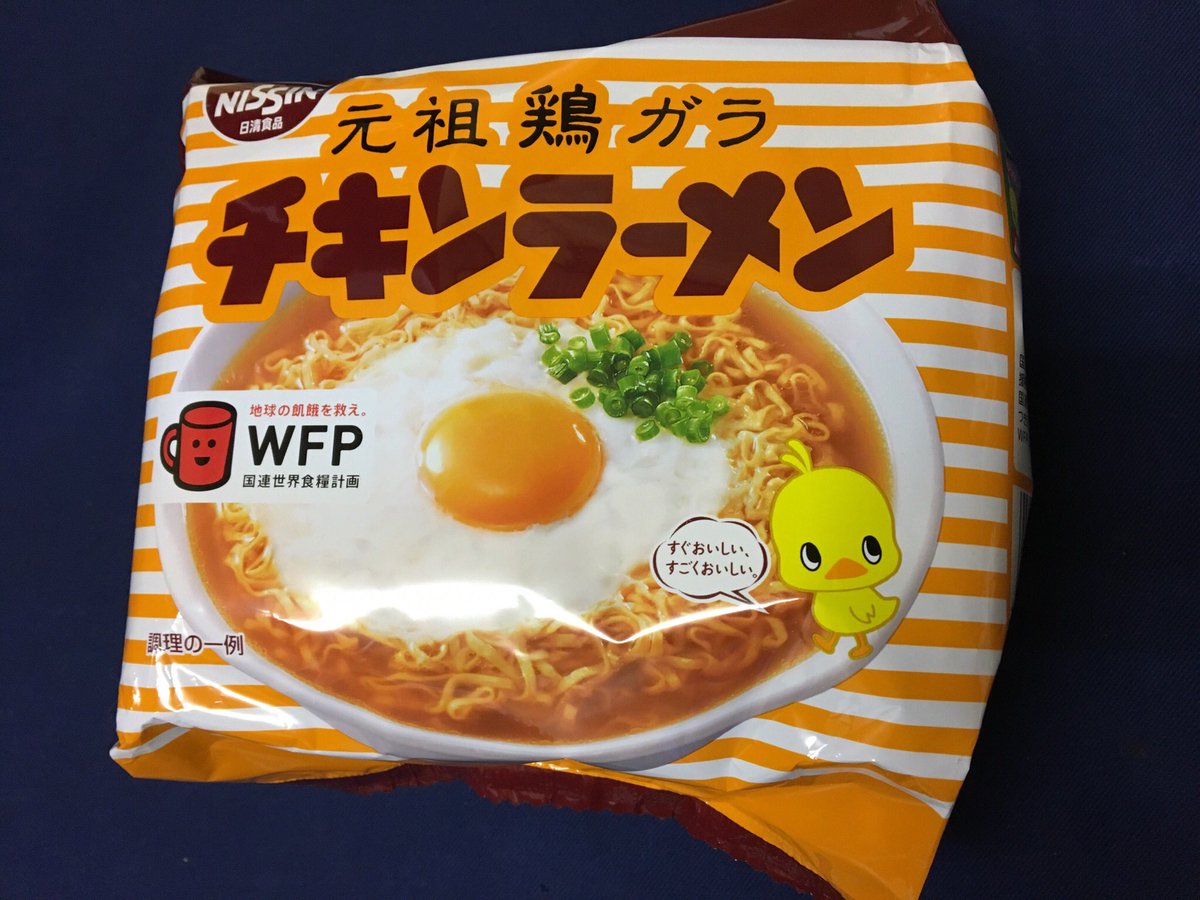 NISSIN
日清食品
元祖鶏ガラ
チキンラーメン
地球の飢餓を救え。
WFP
国連世界食糧計画
すぐおいしい、
すごくおいしい。
調理の一例